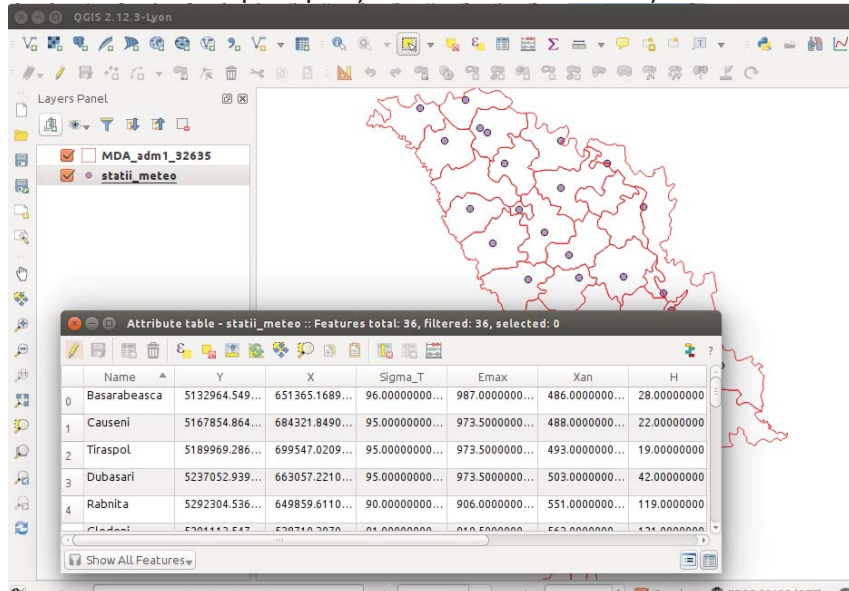 QGIS 2.12.3-Lyon
Layers Panel
MDA_adm1_32635
statii_meteo
Attribute table - statii_meteo :: Features total: 36, filtered: 36, selected: 0
Name Y X Sigma_T Emax Xan H
0 Basarabeasca 5132964.549... 651365.1689... 96.00000000... 987.0000000... 486.0000000... 28.00000000
1 Causeni 5167854.864... 684321.8490... 95.00000000... 973.5000000... 488.0000000... 22.00000000
2 Tiraspol 5189969.286... 699547.0209... 95.00000000... 973.5000000... 493.0000000... 19.00000000
3 Dubasari 5237052.939... 663057.2210... 95.00000000... 973.5000000... 503.0000000... 42.00000000
4 Rabnita 5292304.536... 649859.6110... 90.00000000... 906.0000000... 551.0000000... 119.0000000
Show All Features